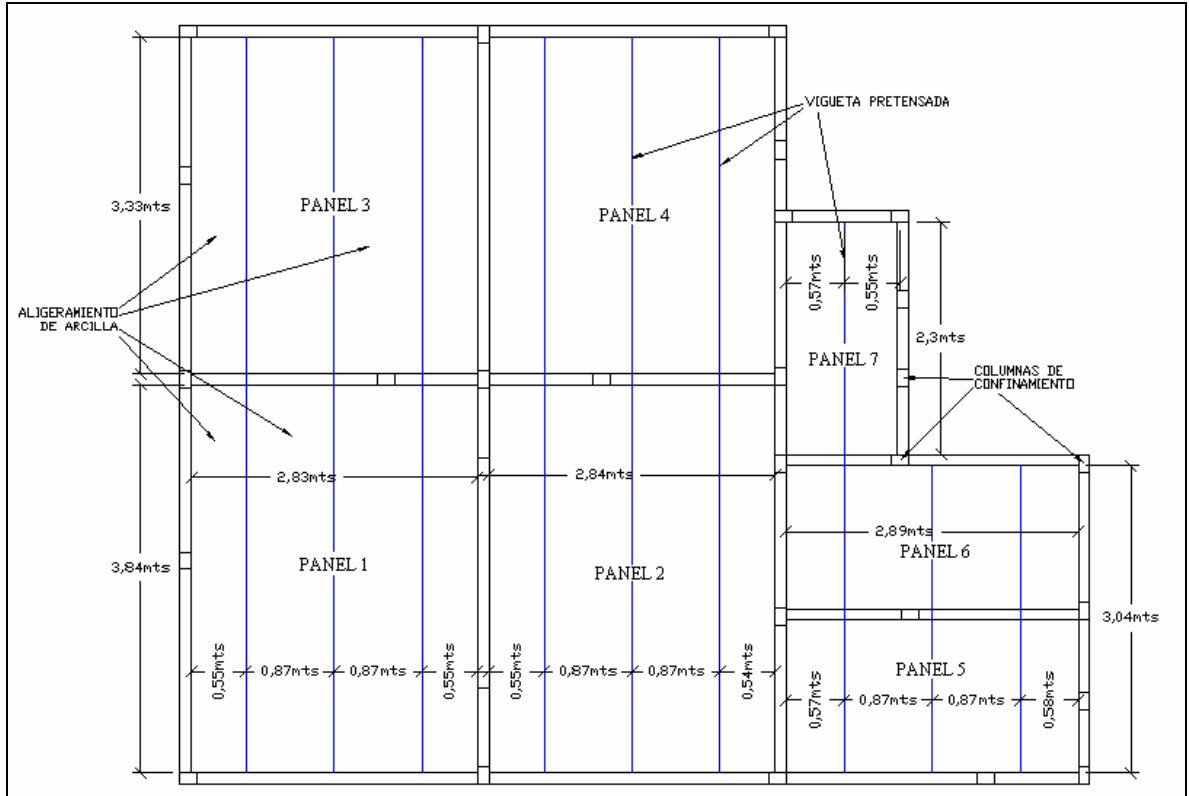 VIGUETA PRETENSADA
3,33mts
PANEL 3
PANEL 4
0,57mts
0,55mts
ALIGERAMIENTO
DE ARCILLA
2,3mts
PANEL 7
COLUMNAS DE
CONFINAMIENTO
2,83mts
2,84mts
2,89mts
PANEL 6
3,84mts
PANEL 1
PANEL 2
3,04mts
0,55mts
0,87mts
0,87mts
0,55mts
0,55mts
0,87mts
0,87mts
0,54mts
PANEL 5
0,57mts
0,87mts
0,87mts
0,58mts